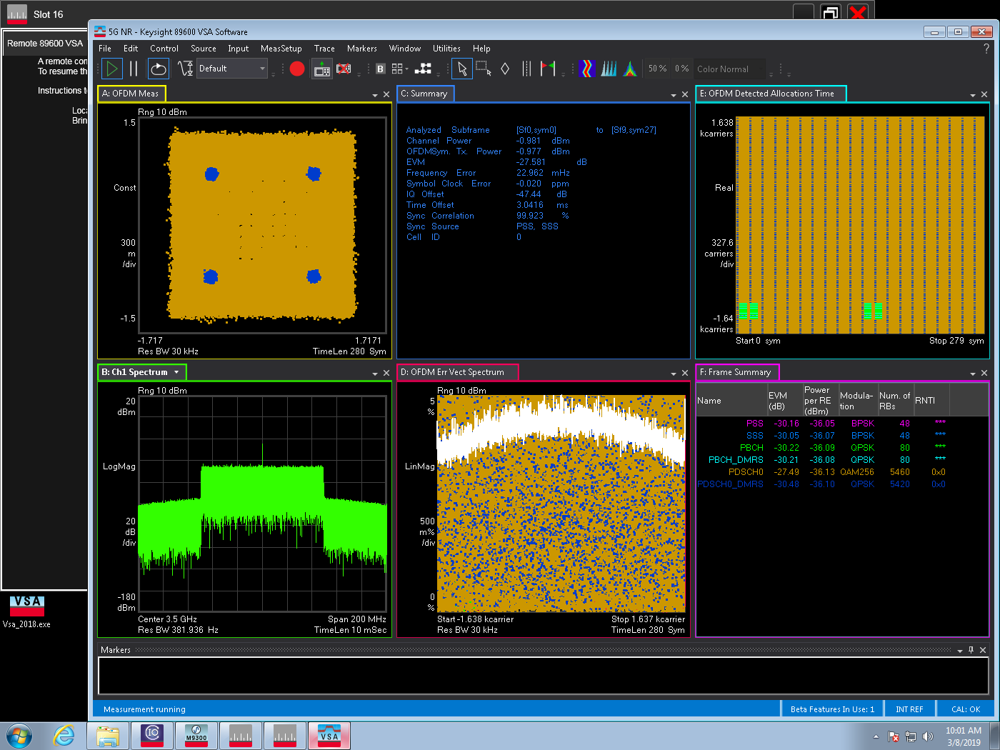 Slot 16
Remote 89600 VSA
A remote con
To resume th
Instructions t
Loca
Brin
VSA
Vsa_2018.exe
5G NR - Keysight 89600 VSA Software
File Edit Control Source Input MeasSetup Trace Markers Window Utilities Help
?
Default
B
50 % 0 % Color Normal
A: OFDM Meas
Rng 10 dBm
1.5
Const
300
m
/div
-1.5
-1.717 1.7171
Res BW 30 kHz TimeLen 280 Sym
C: Summary
Analyzed Subframe [Sf0,sym0] to [Sf9,sym27]
Channel Power -0.981 dBm
OFDMSym. Tx. Power -0.977 dBm
EVM -27.581 dB
Frequency Error 22.962 mHz
Symbol Clock Error -0.020 ppm
IQ Offset -47.44 dB
Time Offset 3.0416 ms
Sync Correlation 99.923 %
Sync Source PSS, SSS
Cell ID 0
E: OFDM Detected Allocations Time
1.638
kcarriers
Real
327.6
carriers
/div
-1.64
kcarriers
Start 0 sym Stop 279 sym
B: Ch1 Spectrum
Rng 10 dBm
20
dBm
LogMag
20
dB
/div
-180
dBm
Center 3.5 GHz Span 200 MHz
Res BW 381.936 Hz TimeLen 10 mSec
D: OFDM Err Vect Spectrum
Rng 10 dBm
5
%
LinMag
500
m%
/div
0
%
Start -1.638 kcarrier Stop 1.637 kcarrier
Res BW 30 kHz TimeLen 280 Sym
F: Frame Summary
Name EVM (dB) Power per RE (dBm) Modula-tion Num. of RBs RNTI
PSS -30.16 -36.05 BPSK 48 ***
SSS -30.05 -36.07 BPSK 48 ***
PBCH -30.22 -36.09 QPSK 80 ***
PBCH_DMRS -30.21 -36.08 QPSK 80 ***
PDSCH0 -27.49 -36.13 QAM256 5460 0x0
PDSCH0_DMRS -30.48 -36.10 QPSK 5420 0x0
Markers
Measurement running
Beta Features In Use: 1 INT REF CAL: OK
IO
M9300
VSA
10:01 AM
3/8/2019